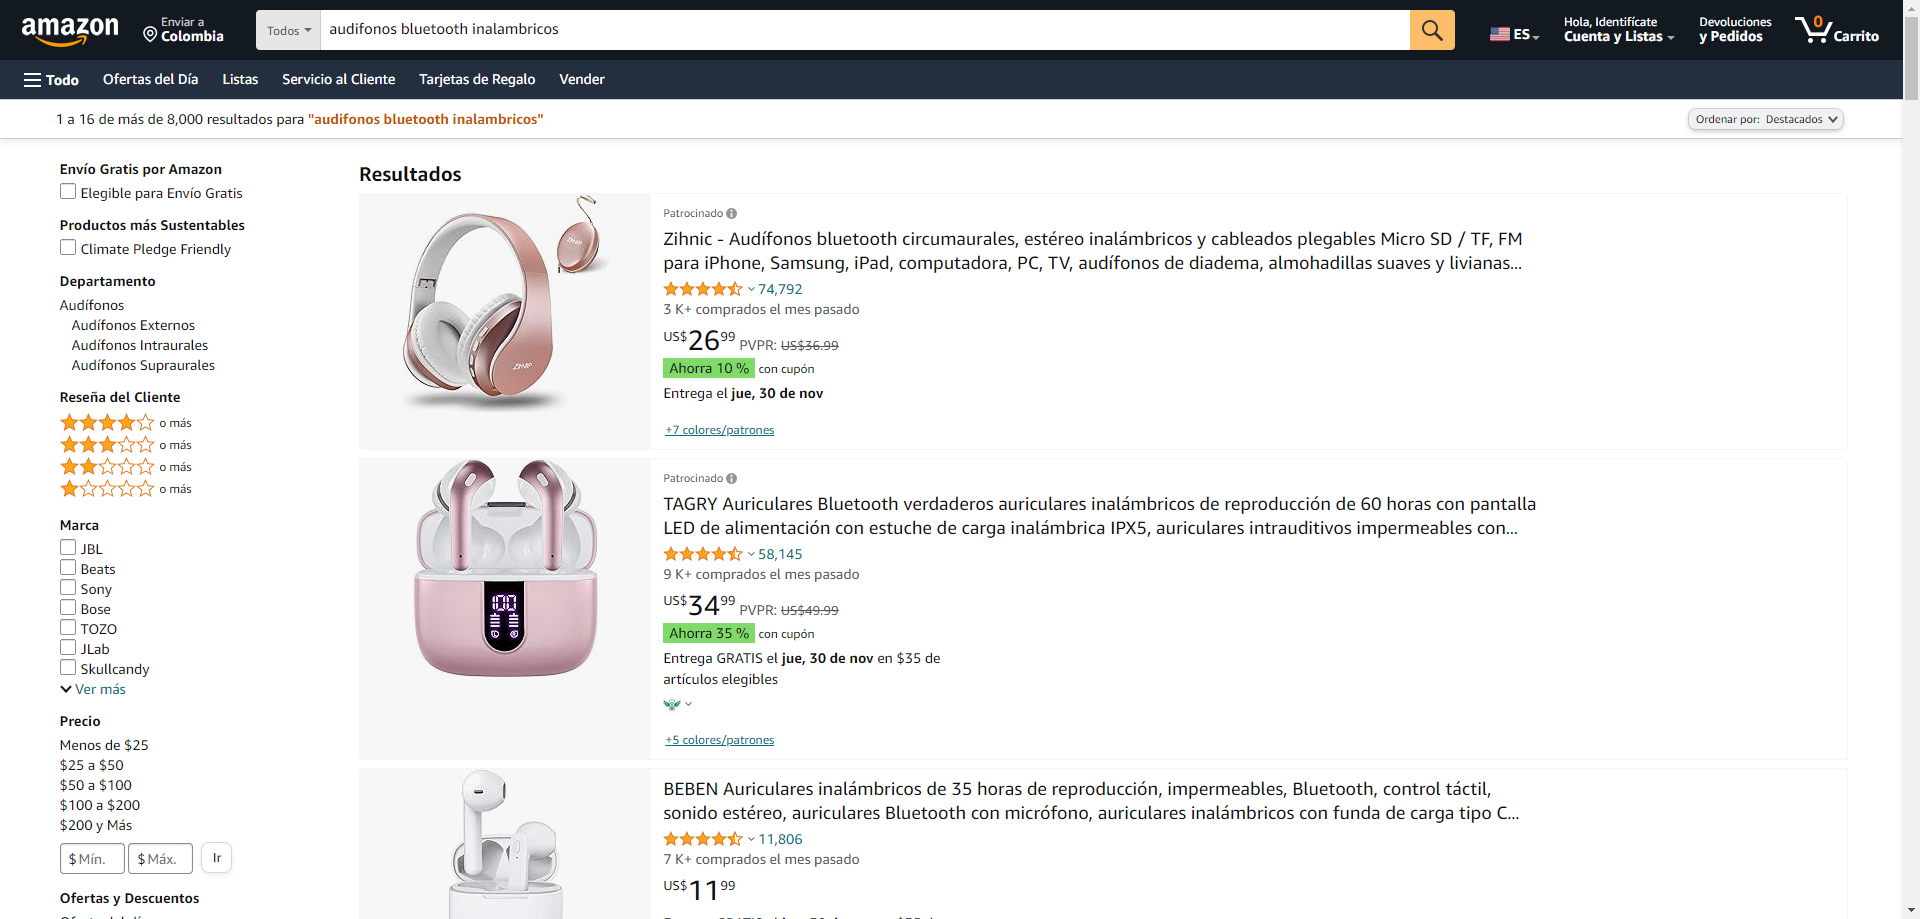 amazon
Enviar a
Colombia
Todos
audifonos bluetooth inalambricos
ES
Hola, Identifícate
Cuenta y Listas
Devoluciones
y Pedidos
0
Carrito
Todo
Ofertas del Día
Listas
Servicio al Cliente
Tarjetas de Regalo
Vender
1 a 16 de más de 8,000 resultados para "audifonos bluetooth inalambricos"
Ordenar por: Destacados
Envío Gratis por Amazon
Elegible para Envío Gratis
Productos más Sustentables
Climate Pledge Friendly
Departamento
Audífonos
Audífonos Externos
Audífonos Intraurales
Audífonos Supraurales
Reseña del Cliente
o más
o más
o más
o más
Marca
JBL
Beats
Sony
Bose
TOZO
JLab
Skullcandy
Ver más
Precio
Menos de $25
$25 a $50
$50 a $100
$100 a $200
$200 y Más
$ Mín.
$ Máx.
Ir
Ofertas y Descuentos
Resultados
Patrocinado
Zihnic - Audífonos bluetooth circumaurales, estéreo inalámbricos y cableados plegables Micro SD / TF, FM
para iPhone, Samsung, iPad, computadora, PC, TV, audífonos de diadema, almohadillas suaves y livianas...
74,792
3 K+ comprados el mes pasado
US$26.99 PVPR: US$36.99
Ahorra 10 % con cupón
Entrega el jue, 30 de nov
+7 colores/patrones
Patrocinado
TAGRY Auriculares Bluetooth verdaderos auriculares inalámbricos de reproducción de 60 horas con pantalla
LED de alimentación con estuche de carga inalámbrica IPX5, auriculares intrauditivos impermeables con...
58,145
9 K+ comprados el mes pasado
US$34.99 PVPR: US$49.99
Ahorra 35 % con cupón
Entrega GRATIS el jue, 30 de nov en $35 de
artículos elegibles
+5 colores/patrones
100
BEBEN Auriculares inalámbricos de 35 horas de reproducción, impermeables, Bluetooth, control táctil,
sonido estéreo, auriculares Bluetooth con micrófono, auriculares inalámbricos con funda de carga tipo C...
11,806
7 K+ comprados el mes pasado
US$11.99